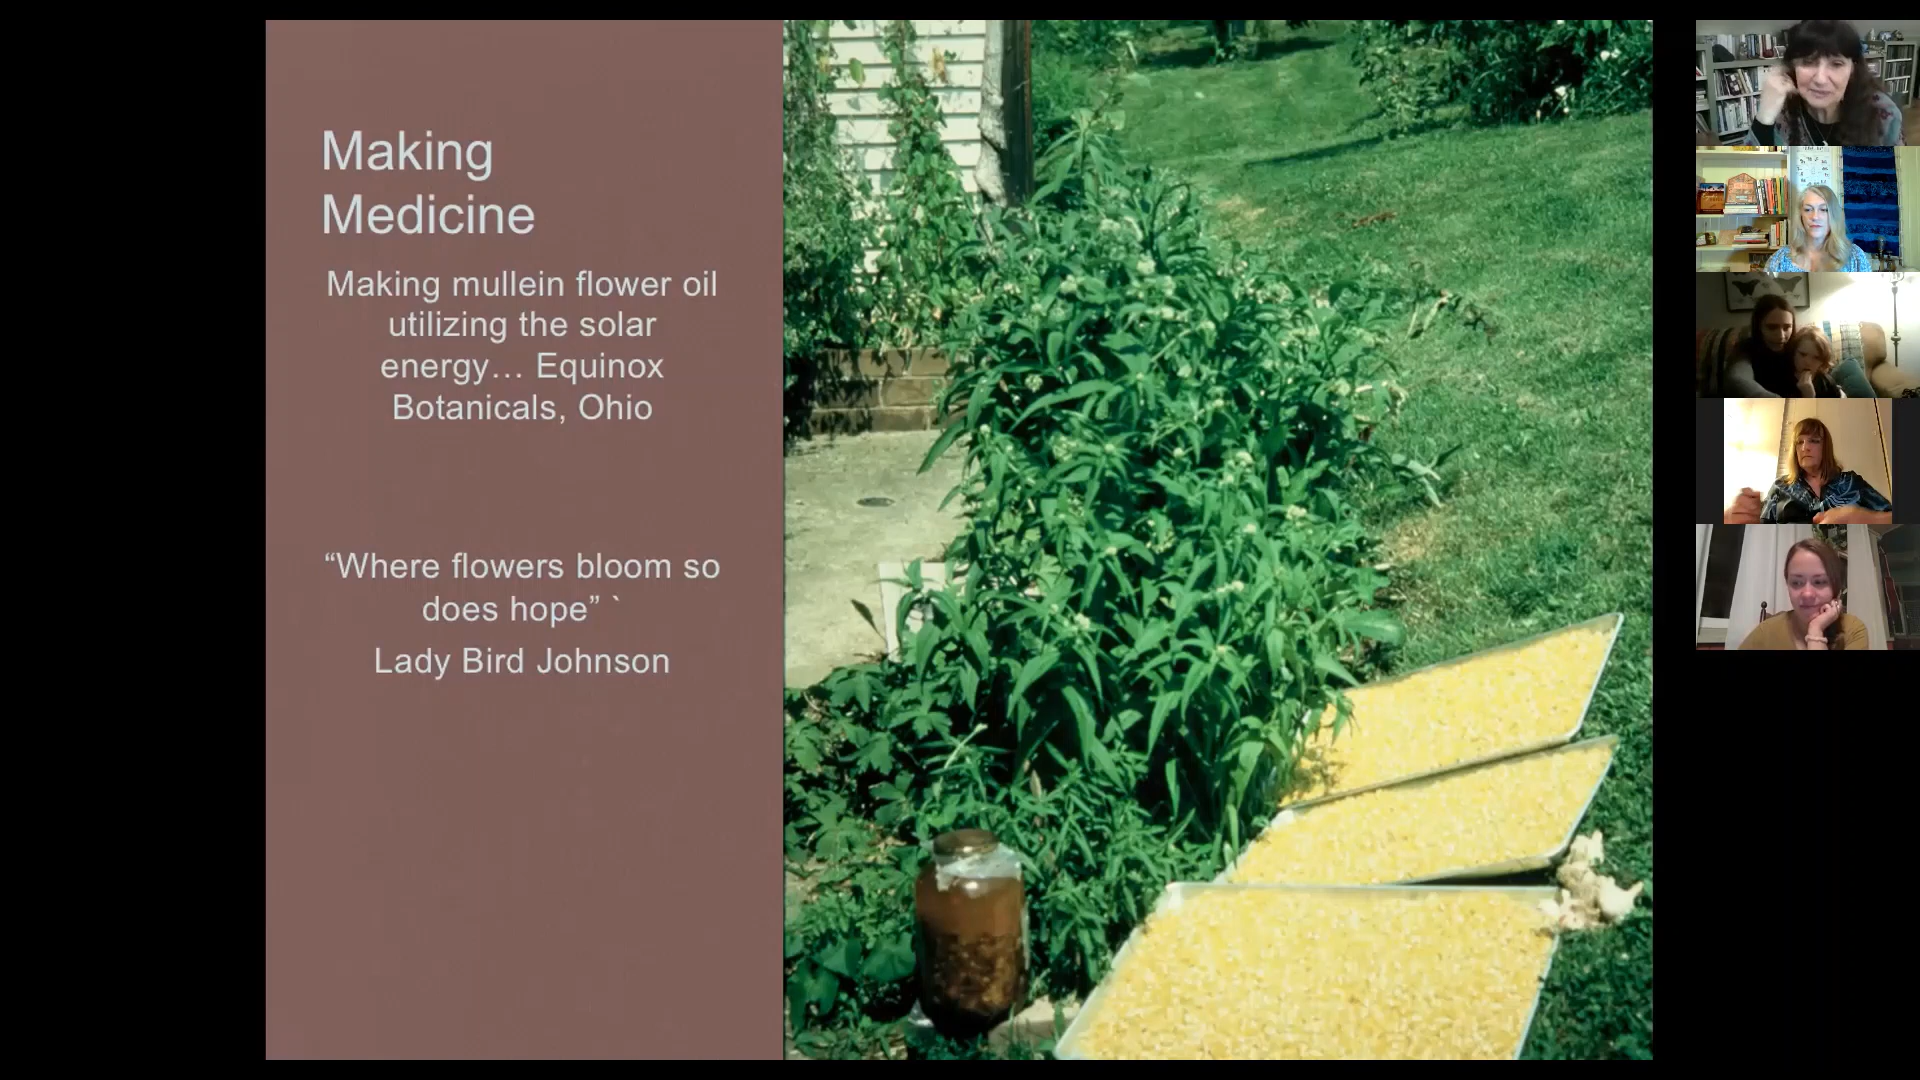 Making
Medicine
Making mullein flower oil
utilizing the solar
energy… Equinox
Botanicals, Ohio
“Where flowers bloom so
does hope” `
Lady Bird Johnson